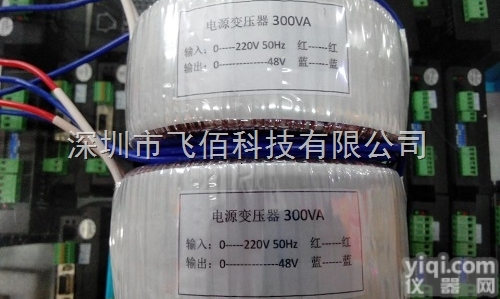 电源变压器 300VA
输入：0----220V 50Hz 红------红
输出：0--------------48V 蓝------蓝
深圳市飞佰科技有限公司
电源变压器 300VA
输入：0-----220V 50Hz 红------红
输出：0--------------48V 蓝------蓝
yiqi.com
仪器网